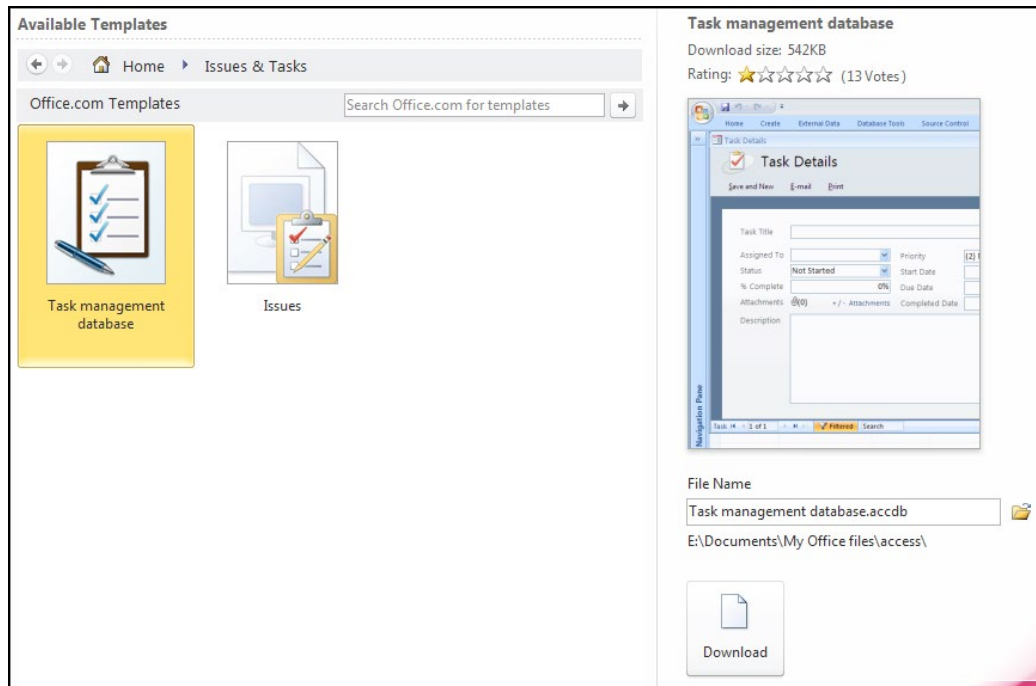 Available Templates
Home Issues & Tasks
Office.com Templates
Search Office.com for templates
Task management
database
Issues
Task management database
Download size: 542KB
Rating: (13 Votes)
Home Create External Data Database Tools Source Control
Task Details
Task Details
Save and New E-mail Print
Task Title
Assigned To Priority (2)
Status Not Started Start Date
% Complete 0% Due Date
Attachments (0) +/- Attachments Completed Date
Description
Navigation Pane
Task 1 of 1 Filtered Search
File Name
Task management database.accdb
E:\Documents\My Office files\access\
Download